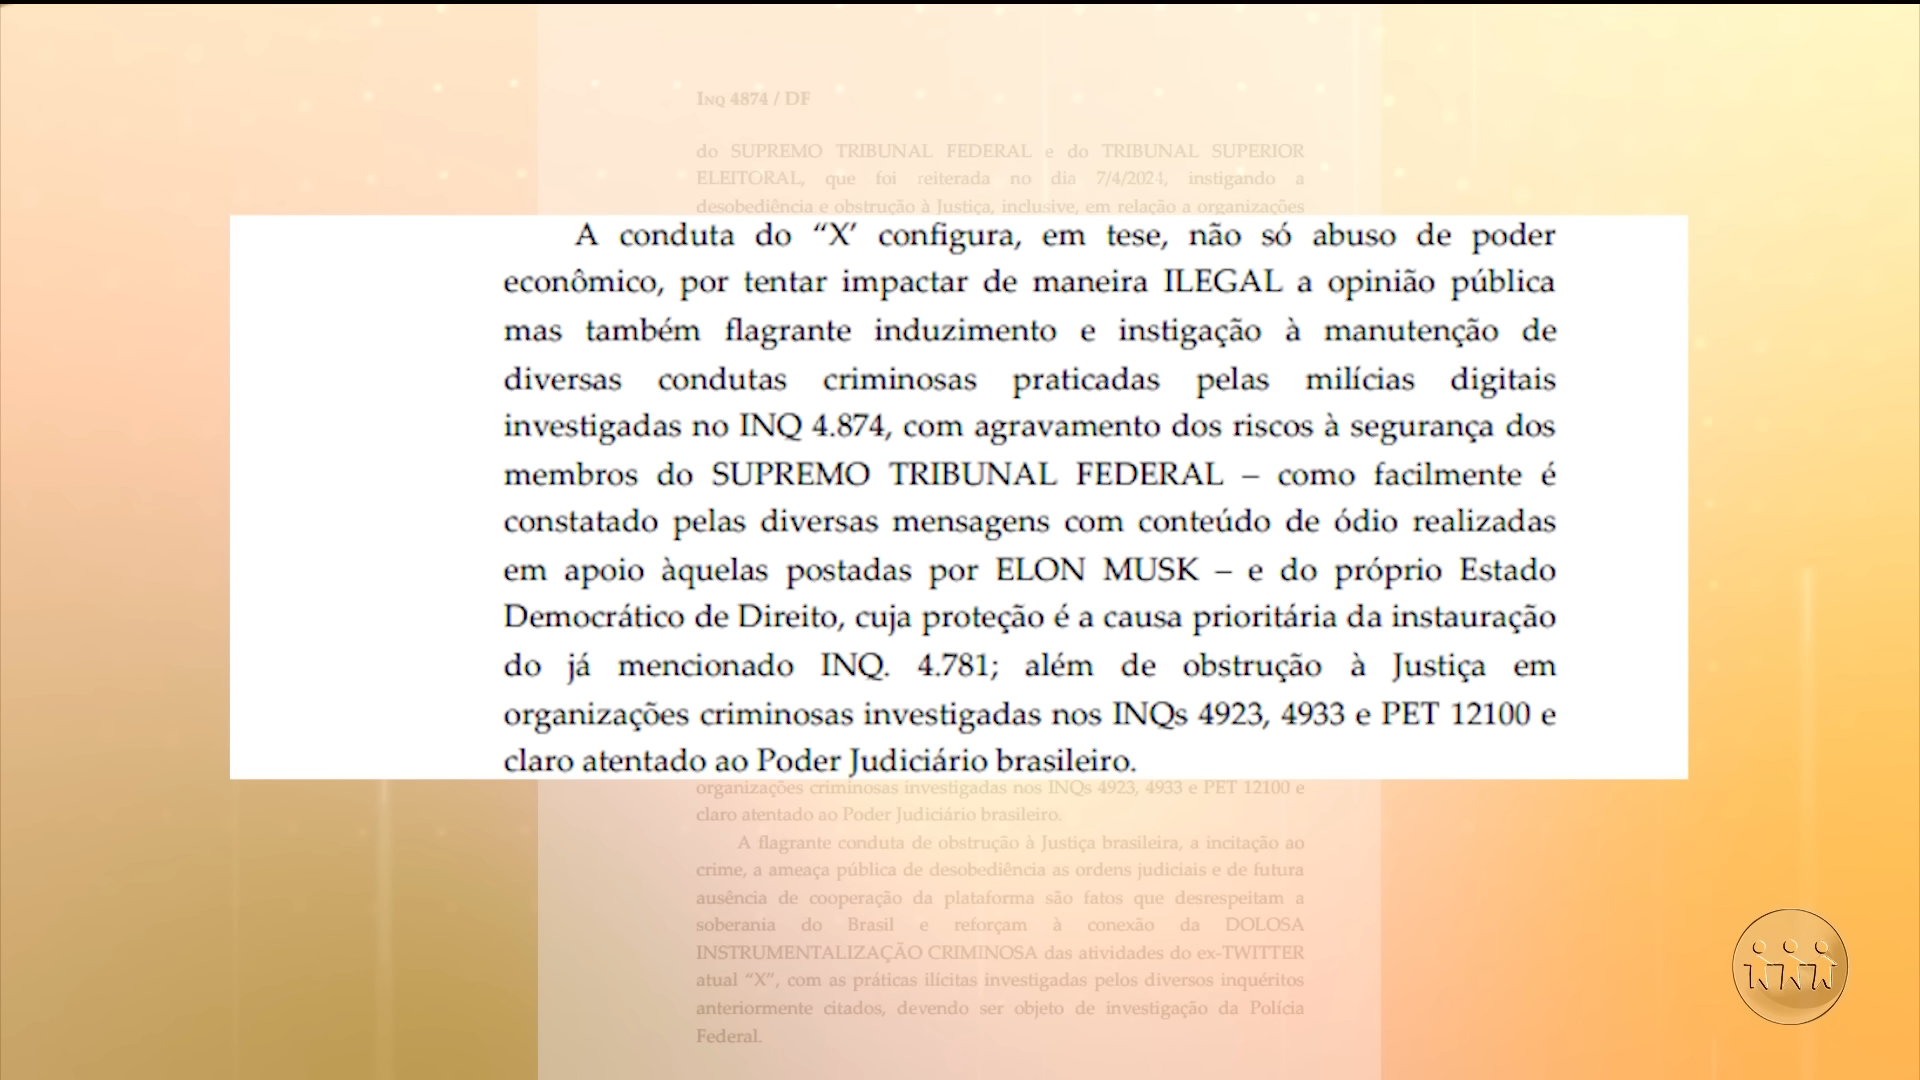 INQ 4874 / DF
do SUPREMO TRIBUNAL FEDERAL e do TRIBUNAL SUPERIOR
ELEITORAL, que foi reiterada no dia 7/4/2024, instigando a
desobediência e obstrução à Justiça, inclusive, em relação a organizações
A conduta do “X’ configura, em tese, não só abuso de poder
econômico, por tentar impactar de maneira ILEGAL a opinião pública
mas também flagrante induzimento e instigação à manutenção de
diversas condutas criminosas praticadas pelas milícias digitais
investigadas no INQ 4.874, com agravamento dos riscos à segurança dos
membros do SUPREMO TRIBUNAL FEDERAL – como facilmente é
constatado pelas diversas mensagens com conteúdo de ódio realizadas
em apoio àquelas postadas por ELON MUSK – e do próprio Estado
Democrático de Direito, cuja proteção é a causa prioritária da instauração
do já mencionado INQ. 4.781; além de obstrução à Justiça em
organizações criminosas investigadas nos INQs 4923, 4933 e PET 12100 e
claro atentado ao Poder Judiciário brasileiro.
organizações criminosas investigadas nos INQs 4923, 4933 e PET 12100 e
claro atentado ao Poder Judiciário brasileiro.
A flagrante conduta de obstrução à Justiça brasileira, a incitação ao
crime, a ameaça pública de desobediência as ordens judiciais e de futura
ausência de cooperação da plataforma são fatos que desrespeitam a
soberania do Brasil e reforçam à conexão da DOLOSA
INSTRUMENTALIZAÇÃO CRIMINOSA das atividades do ex-TWITTER
atual “X”, com as práticas ilícitas investigadas pelos diversos inquéritos
anteriormente citados, devendo ser objeto de investigação da Polícia
Federal.